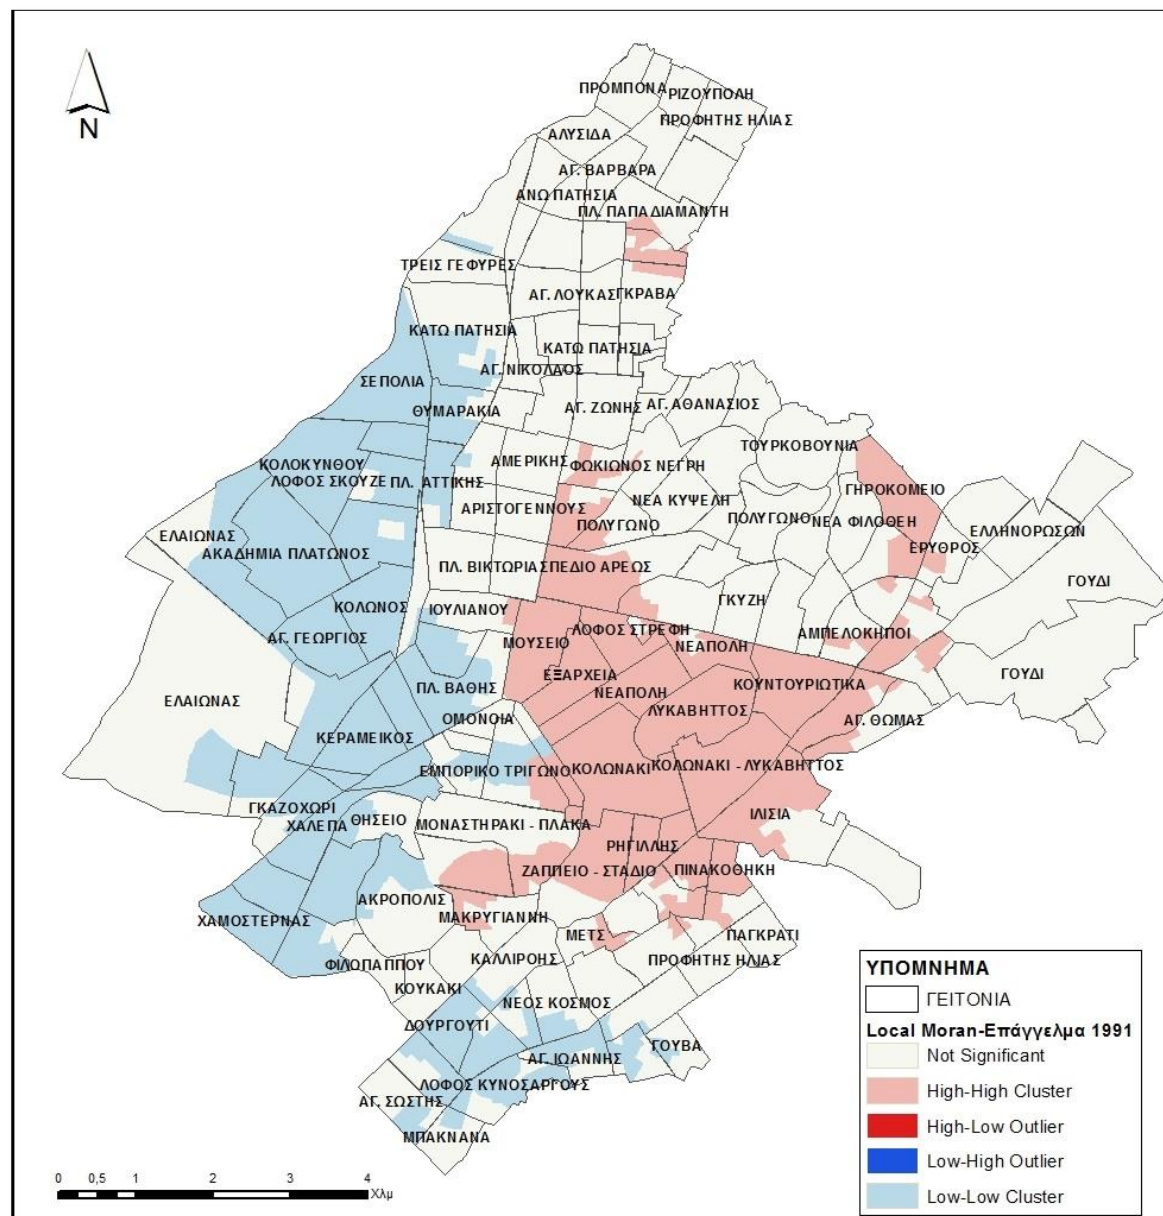 ΠΡΟΜΠΟΝΑ
ΡΙΖΟΥΠΟΛΗ
ΠΡΟΦΗΤΗΣ ΗΛΙΑΣ
N
ΑΛΥΣΙΔΑ
ΑΓ. ΒΑΡΒΑΡΑ
ΑΝΩ ΠΑΤΗΣΙΑ
ΠΛ. ΠΑΠΑΔΙΑΜΑΝΤΗ
ΤΡΕΙΣ ΓΕΦΥΡΕΣ
ΑΓ. ΛΟΥΚΑΣ
ΓΚΡΑΒΑ
ΚΑΤΩ ΠΑΤΗΣΙΑ
ΚΑΤΩ ΠΑΤΗΣΙΑ
ΑΓ. ΝΙΚΟΛΑΟΣ
ΣΕΠΟΛΙΑ
ΘΥΜΑΡΑΚΙΑ
ΑΓ. ΖΩΝΗΣ
ΑΓ. ΑΘΑΝΑΣΙΟΣ
ΤΟΥΡΚΟΒΟΥΝΙΑ
ΚΟΛΟΚΥΝΘΟΥ
ΑΜΕΡΙΚΗΣ
ΦΩΚΙΩΝΟΣ ΝΕΓΡΗ
ΛΟΦΟΣ ΣΚΟΥΖΕ
ΠΛ. ΑΤΤΙΚΗΣ
ΓΗΡΟΚΟΜΕΙΟ
ΑΡΙΣΤΟΓΕΝΝΟΥΣ
ΝΕΑ ΚΥΨΕΛΗ
ΠΟΛΥΓΩΝΟ
ΠΟΛΥΓΩΝΟ
ΝΕΑ ΦΙΛΟΘΕΗ
ΕΛΛΗΝΟΡΩΣΩΝ
ΕΛΑΙΩΝΑΣ
ΑΚΑΔΗΜΙΑ ΠΛΑΤΩΝΟΣ
ΕΡΥΘΡΟΣ
ΠΛ. ΒΙΚΤΩΡΙΑΣ
ΠΕΔΙΟ ΑΡΕΩΣ
ΓΟΥΔΙ
ΚΟΛΩΝΟΣ
ΙΟΥΛΙΑΝΟΥ
ΓΚΥΖΗ
ΑΓ. ΓΕΩΡΓΙΟΣ
ΜΟΥΣΕΙΟ
ΛΟΦΟΣ ΣΤΡΕΦΗ
ΝΕΑΠΟΛΗ
ΑΜΠΕΛΟΚΗΠΟΙ
ΕΞΑΡΧΕΙΑ
ΓΟΥΔΙ
ΠΛ. ΒΑΘΗΣ
ΝΕΑΠΟΛΗ
ΚΟΥΝΤΟΥΡΙΩΤΙΚΑ
ΕΛΑΙΩΝΑΣ
ΛΥΚΑΒΗΤΤΟΣ
ΟΜΟΝΟΙΑ
ΑΓ. ΘΩΜΑΣ
ΚΕΡΑΜΕΙΚΟΣ
ΕΜΠΟΡΙΚΟ ΤΡΙΓΩΝΟ
ΚΟΛΩΝΑΚΙ
ΚΟΛΩΝΑΚΙ - ΛΥΚΑΒΗΤΤΟΣ
ΓΚΑΖΟΧΩΡΙ
ΧΑΛΕΠΑ
ΘΗΣΕΙΟ
ΜΟΝΑΣΤΗΡΑΚΙ - ΠΛΑΚΑ
ΙΛΙΣΙΑ
ΡΗΓΙΛΛΗΣ
ΖΑΠΠΕΙΟ - ΣΤΑΔΙΟ
ΠΙΝΑΚΟΘΗΚΗ
ΑΚΡΟΠΟΛΙΣ
ΧΑΜΟΣΤΕΡΝΑΣ
ΜΑΚΡΥΓΙΑΝΝΗ
ΜΕΤΣ
ΠΑΓΚΡΑΤΙ
ΦΙΛΟΠΑΠΠΟΥ
ΚΑΛΛΙΡΟΗΣ
ΠΡΟΦΗΤΗΣ ΗΛΙΑΣ
ΚΟΥΚΑΚΙ
ΝΕΟΣ ΚΟΣΜΟΣ
ΔΟΥΡΓΟΥΤΙ
ΓΟΥΒΑ
ΑΓ. ΙΩΑΝΝΗΣ
ΛΟΦΟΣ ΚΥΝΟΣΑΡΓΟΥΣ
ΑΓ. ΣΩΣΤΗΣ
ΜΠΑΚΝΑΝΑ
ΥΠΟΜΝΗΜΑ
ΓΕΙΤΟΝΙΑ
Local Moran-Επάγγελμα 1991
Not Significant
High-High Cluster
High-Low Outlier
Low-High Outlier
Low-Low Cluster
0 0,5 1 2 3 4
Χλμ